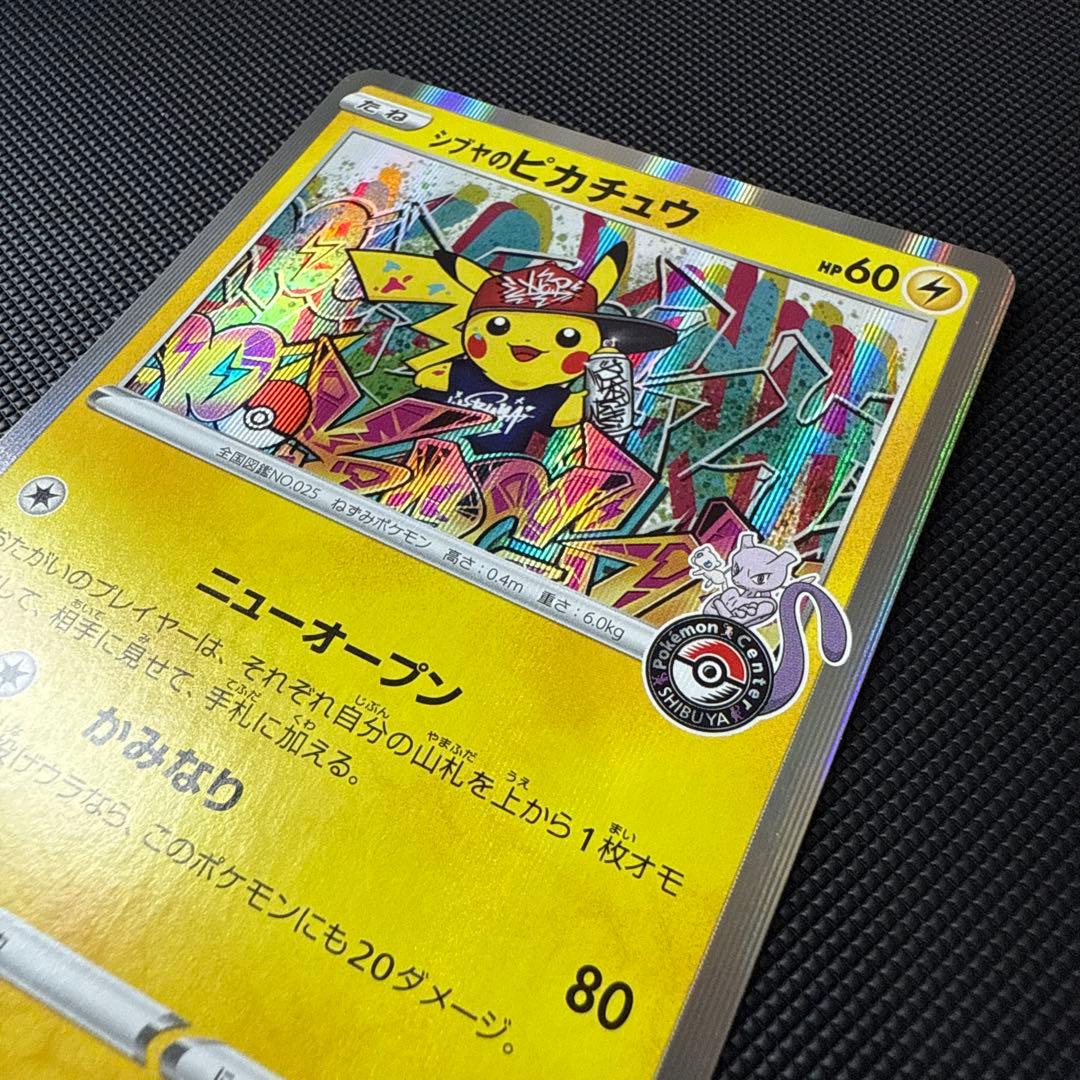 たね
シブヤのピカチュウ
HP60
全国図鑑NO.025 ねずみポケモン 高さ:0.4m 重さ:6.0kg
Pokémon Center
SHIBUYA
ニューオープン
おたがいのプレイヤーは、それぞれ自分の山札を上から1枚オモ
して、相手に見せて、手札に加える。
かみなり
投げウラなら、このポケモンにも20ダメージ。
80